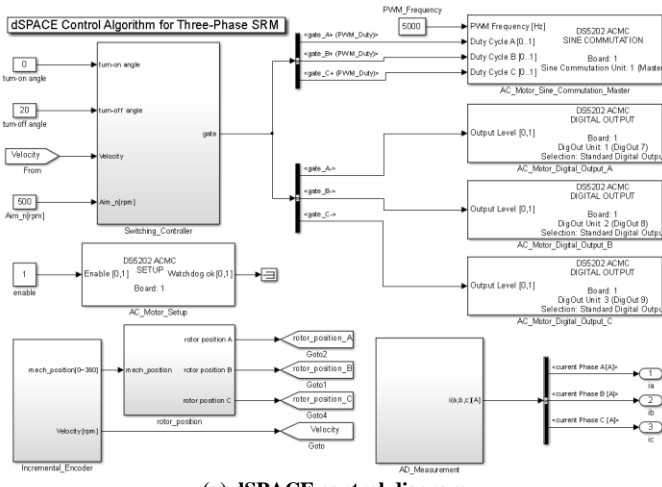 dSPACE Control Algorithm for Three-Phase SRM
PWM_Frequency
5000
<gate_A+ (PWM_Duty)>
<gate_B+ (PWM_Duty)>
<gate_C+ (PWM_Duty)>
PWM Frequency [Hz]
Duty Cycle A [0..1]
Duty Cycle B [0..1]
Duty Cycle C [0..1]
DS5202 ACMC
SINE COMMUTATION
Board: 1
Sine Commutation Unit: 1 (Master
AC_Motor_Sine_Commutation_Master
0
turn-on angle
20
turn-off angle
Velocity
From
500
Aim_n[rpm]
turn-on angle
turn-off angle
Velocity
Aim_n[rpm]
gate
Switching_Controller
<gate_A->
<gate_B->
<gate_C->
Output Level [0,1]
DS5202 ACMC
DIGITAL OUTPUT
Board: 1
DigOut Unit: 1 (DigOut 7)
Selection: Standard Digital Outpu
AC_Motor_Digital_Output_A
Output Level [0,1]
DS5202 ACMC
DIGITAL OUTPUT
Board: 1
DigOut Unit: 2 (DigOut 8)
Selection: Standard Digital Outpu
AC_Motor_Digital_Output_B
Output Level [0,1]
DS5202 ACMC
DIGITAL OUTPUT
Board: 1
DigOut Unit: 3 (DigOut 9)
Selection: Standard Digital Outpu
AC_Motor_Digital_Output_C
1
enable
DS5202 ACMC
SETUP
Enable [0,1]
Watchdog ok [0,1]
Board: 1
AC_Motor_Setup
mech_position[0~360]
Velocity[rpm]
Incremental_Encoder
mech_position
rotor position A
rotor position B
rotor position C
rotor_position
rotor_position_A
Goto2
rotor_position_B
Goto1
rotor_position_C
Goto4
Velocity
Goto
i(a,b,c)[A]
AD_Measurement
<current Phase A[A]>
<current Phase B [A]>
<current Phase C [A]>
1
ia
2
ib
3
ic